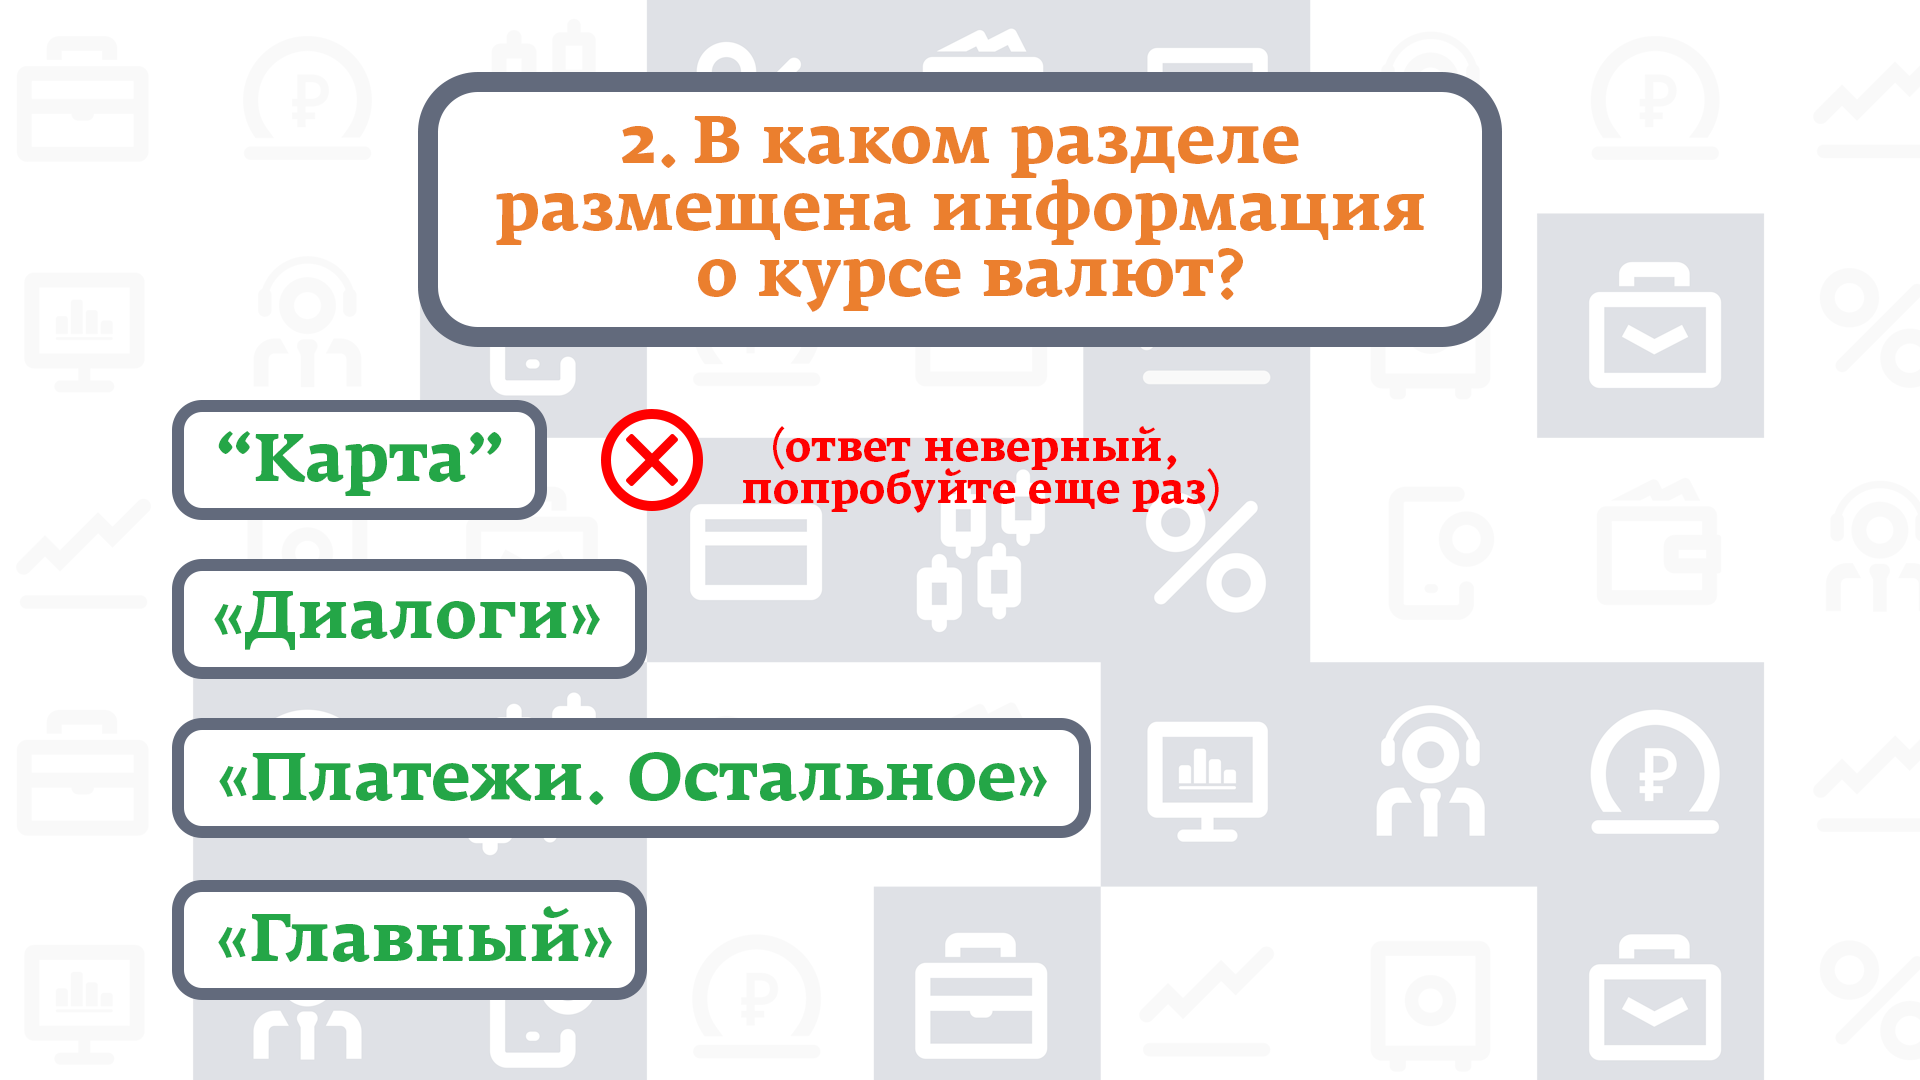 2. В каком разделе
размещена информация
о курсе валют?
“Карта”
(ответ неверный,
попробуйте еще раз)
«Диалоги»
«Платежи. Остальное»
«Главный»